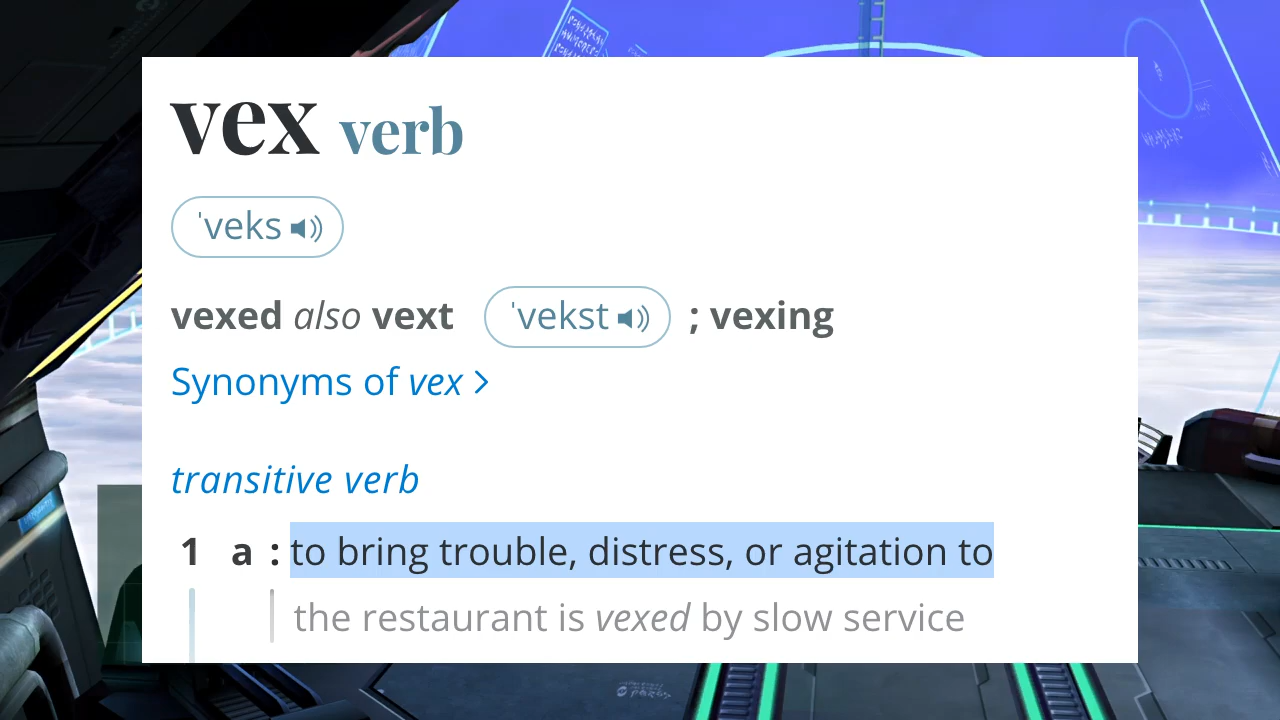 vex verb
ˈveks
vexed also vext ˈvekst ; vexing
Synonyms of vex >
transitive verb
1 a : to bring trouble, distress, or agitation to
the restaurant is vexed by slow service